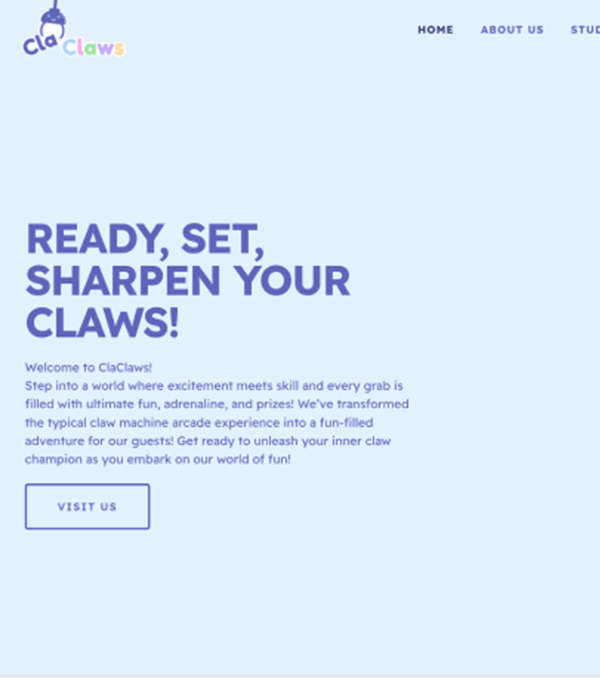 Cla Claws
HOME ABOUT US
READY, SET,
SHARPEN YOUR
CLAWS!
Welcome to ClaClaws!
Step into a world where excitement meets skill and every grab is
filled with ultimate fun, adrenaline, and prizes! We've transformed
the typical claw machine arcade experience into a fun-filled
adventure for our guests! Get ready to unleash your inner claw
champion as you embark on our world of fun!
VISIT US